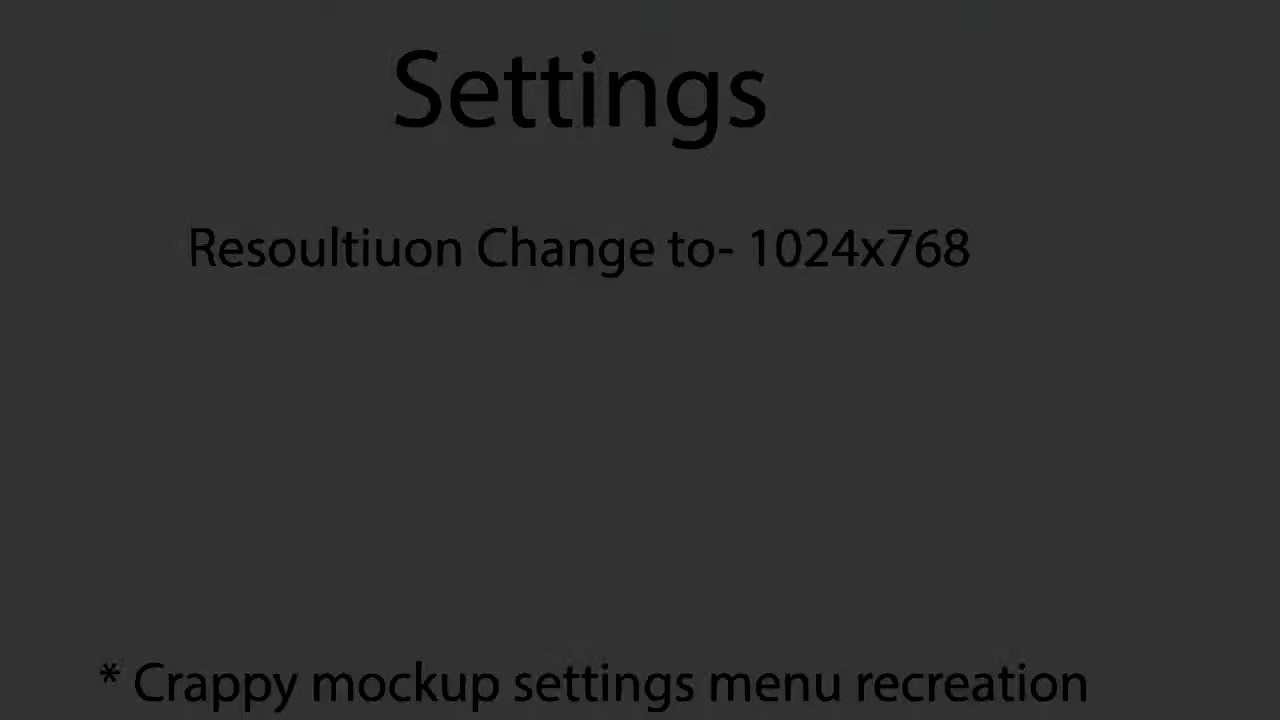 Settings
Resoultiuon Change to- 1024x768
* Crappy mockup settings menu recreation